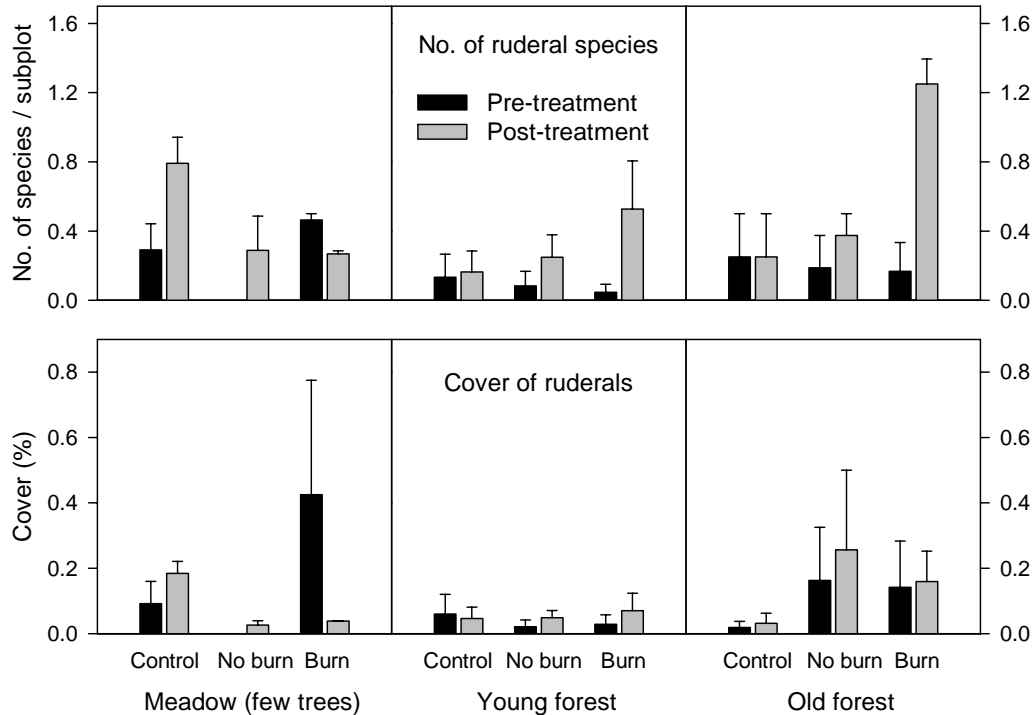 No. of species / subplot
1.6
1.2
0.8
0.4
0.0
No. of ruderal species
Pre-treatment
Post-treatment
1.6
1.2
0.8
0.4
0.0
Cover (%)
0.8
0.6
0.4
0.2
0.0
Cover of ruderals
0.8
0.6
0.4
0.2
0.0
Control No burn Burn
Control No burn Burn
Control No burn Burn
Meadow (few trees)
Young forest
Old forest